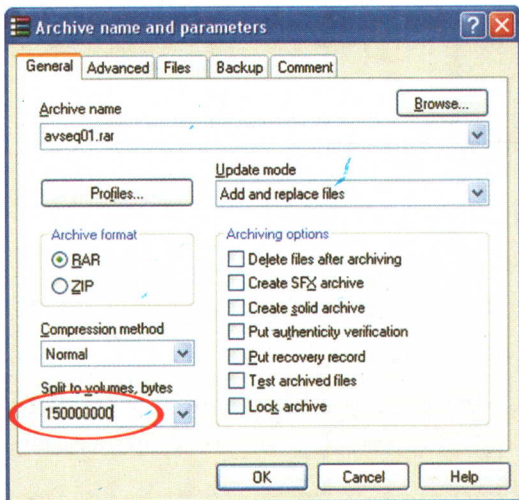 Archive name and parameters
General Advanced Files Backup Comment
Archive name
Browse...
avseq01.rar
Profiles...
Update mode
Add and replace files
Archive format
RAR
ZIP
Compression method
Normal
Split to volumes, bytes
150000000
Archiving options
Delete files after archiving
Create SFX archive
Create solid archive
Put authenticity verification
Put recovery record
Test archived files
Lock archive
OK Cancel Help